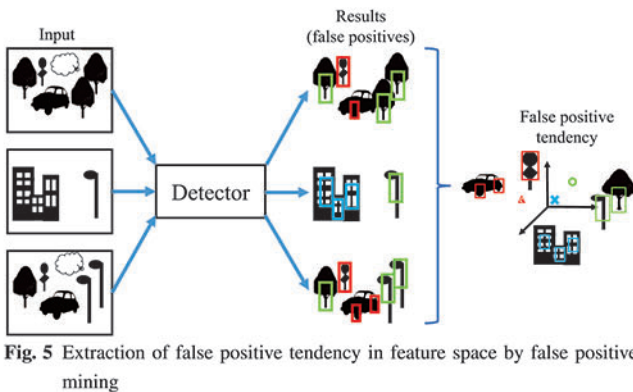 Input
Results
(false positives)
Detector
False positive
tendency
&
Fig. 5 Extraction of false positive tendency in feature space by false positive
mining